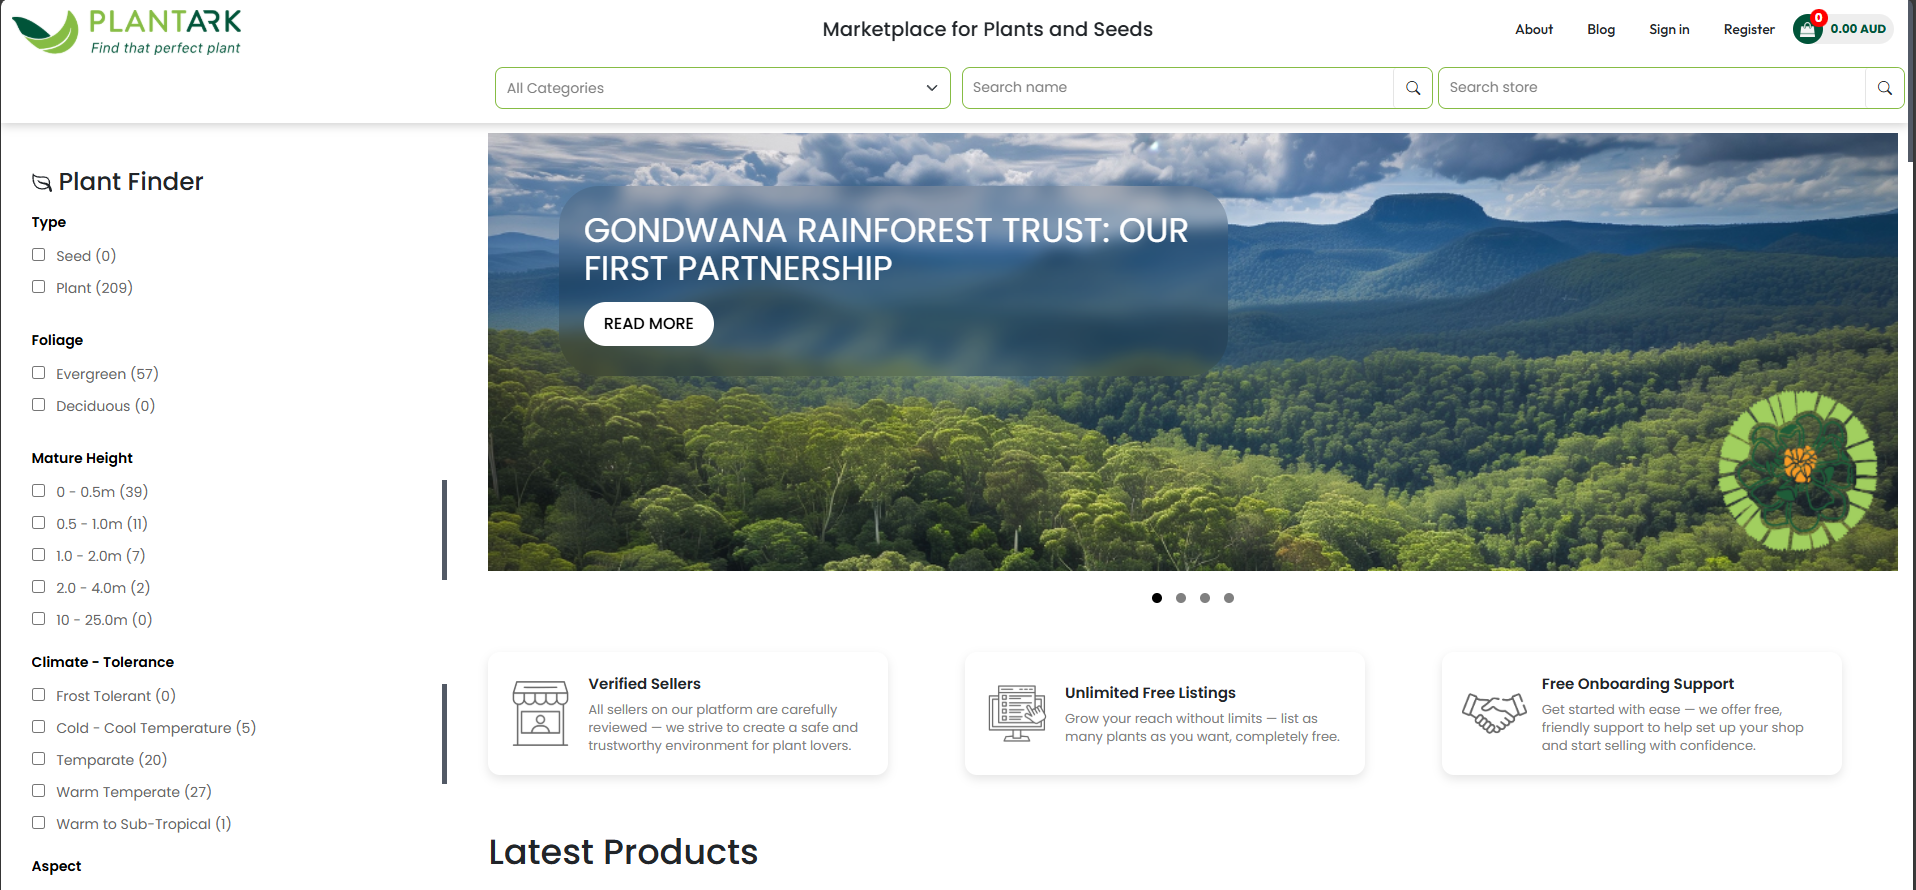 PLANTARK
Find that perfect plant
Marketplace for Plants and Seeds
About
Blog
Sign in
Register
0
0.00 AUD
All Categories
Search name
Search store
Plant Finder
Type
Seed (0)
Plant (209)
Foliage
Evergreen (57)
Deciduous (0)
Mature Height
0 - 0.5m (39)
0.5 - 1.0m (11)
1.0 - 2.0m (7)
2.0 - 4.0m (2)
10 - 25.0m (0)
Climate - Tolerance
Frost Tolerant (0)
Cold - Cool Temperature (5)
Temparate (20)
Warm Temperate (27)
Warm to Sub-Tropical (1)
Aspect
GONDWANA RAINFOREST TRUST: OUR
FIRST PARTNERSHIP
READ MORE
Verified Sellers
All sellers on our platform are carefully
reviewed — we strive to create a safe and
trustworthy environment for plant lovers.
Unlimited Free Listings
Grow your reach without limits — list as
many plants as you want, completely free.
Free Onboarding Support
Get started with ease — we offer free,
friendly support to help set up your shop
and start selling with confidence.
Latest Products